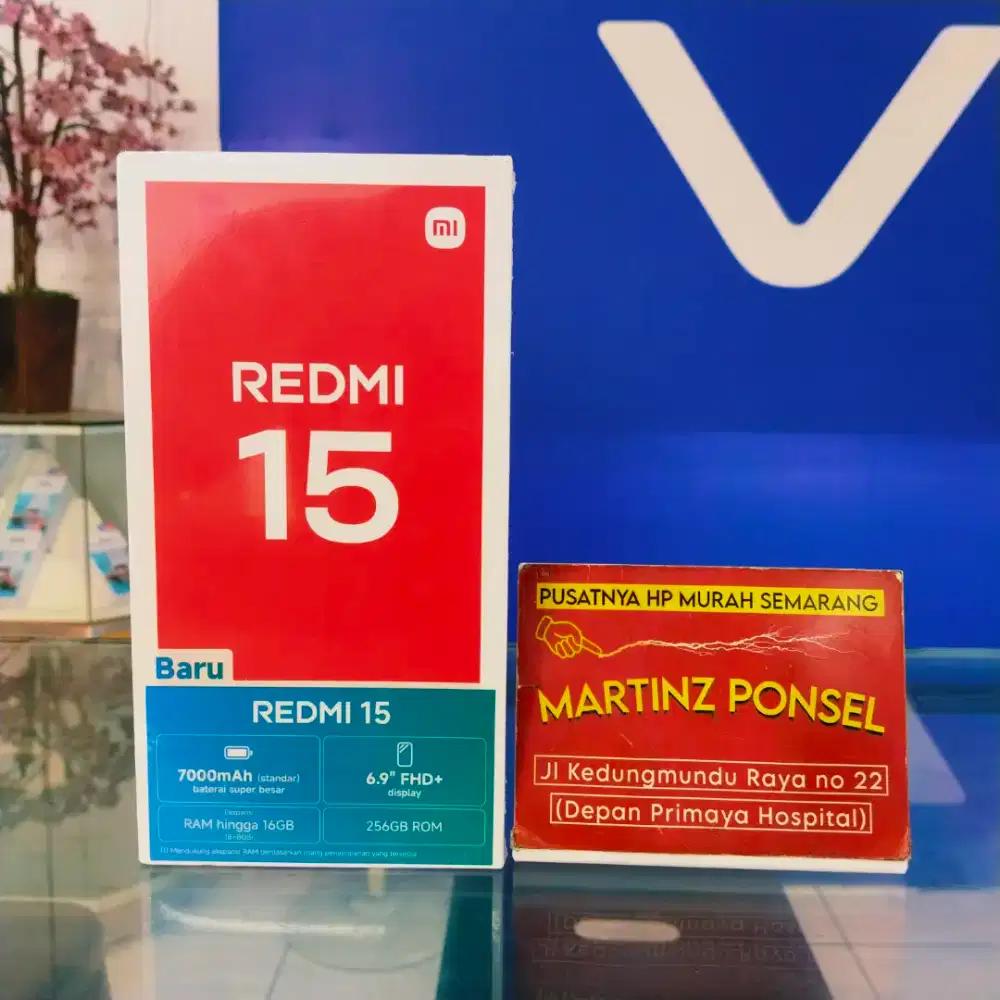 mi
REDMI
15
Baru
REDMI 15
7000mAh (standar)
baterai super besar
6.9" FHD+
display
Ekspansi
RAM hingga 16GB
256GB ROM
V
PUSATNYA HP MURAH SEMARANG
MARTINZ PONSEL
Jl Kedungmundu Raya no 22
(Depan Primaya Hospital)